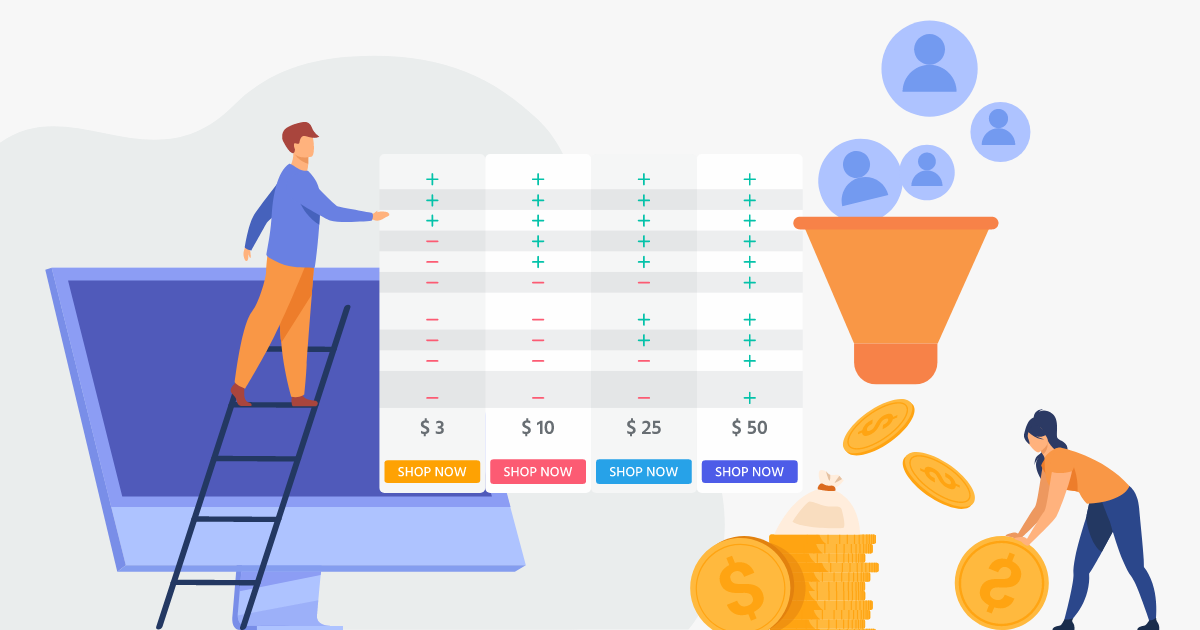 + + + +
+ + + +
+ + + +
− + + +
− + + +
− − − +
− − + +
− − + +
− − − +
− − − +
$ 3 $ 10 $ 25 $ 50
SHOP NOW SHOP NOW SHOP NOW SHOP NOW
$ $
$ $